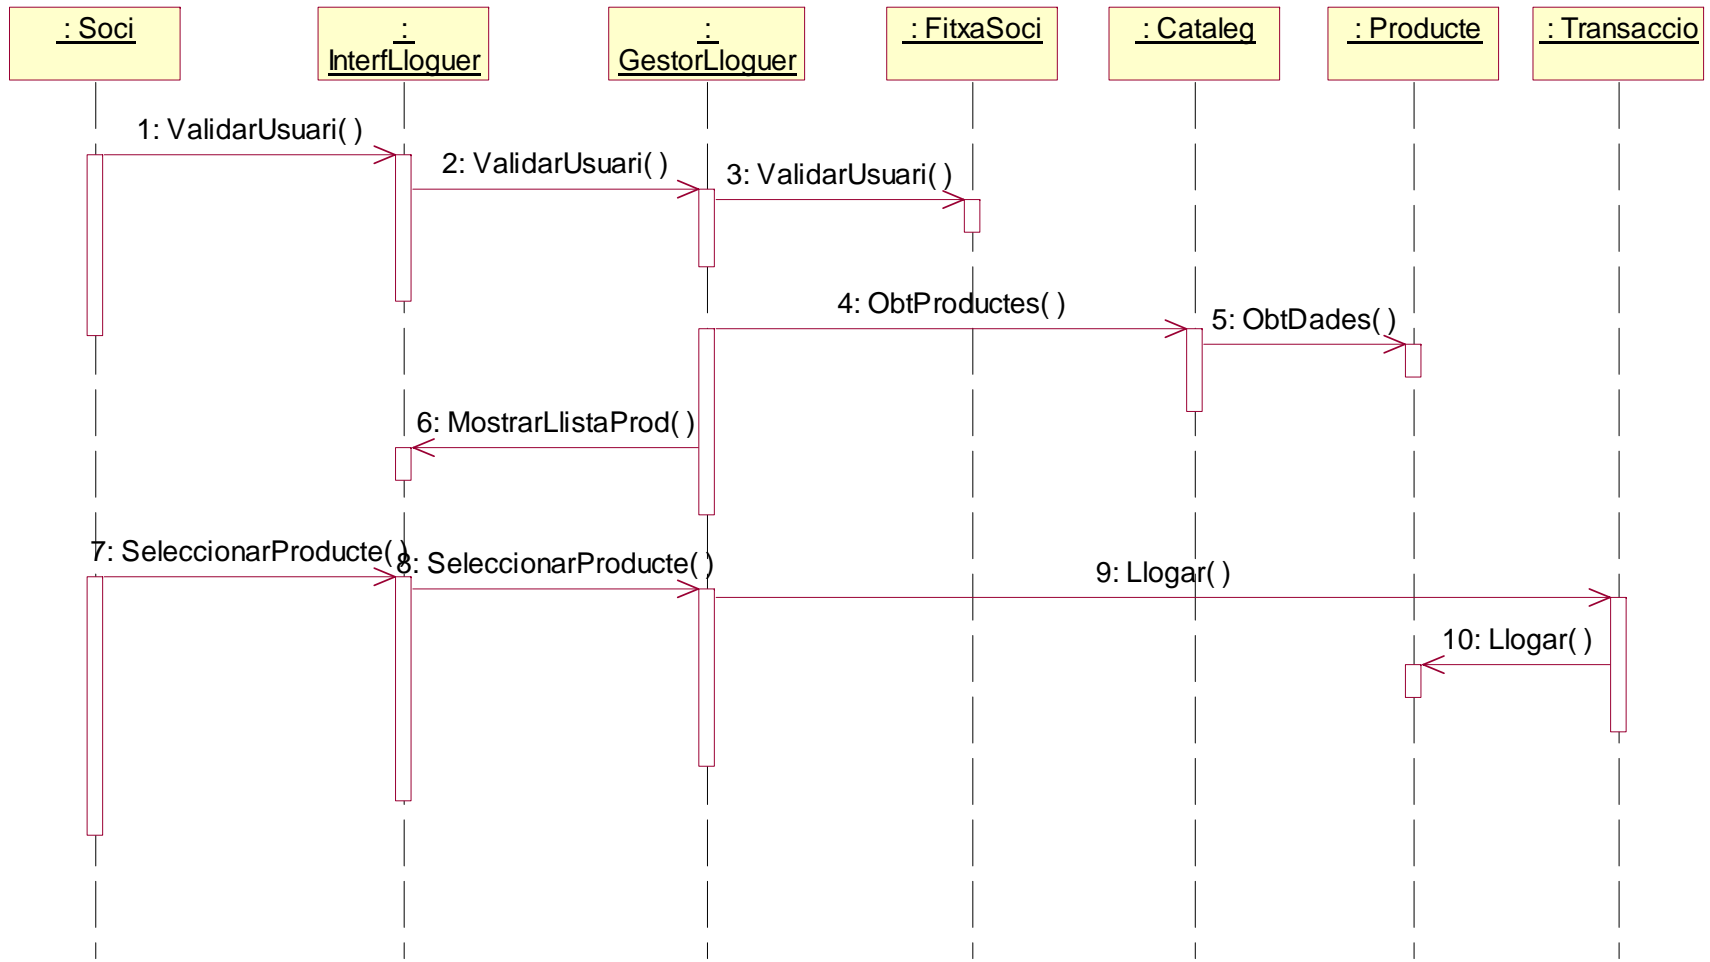 : Soci
:
InterfLloguer
:
GestorLloguer
: FitxaSoci
: Cataleg
: Producte
: Transaccio
1: ValidarUsuari( )
2: ValidarUsuari( )
3: ValidarUsuari( )
4: ObtProductes( )
5: ObtDades( )
6: MostrarLlistaProd( )
7: SeleccionarProducte( )
8: SeleccionarProducte( )
9: Llogar( )
10: Llogar( )